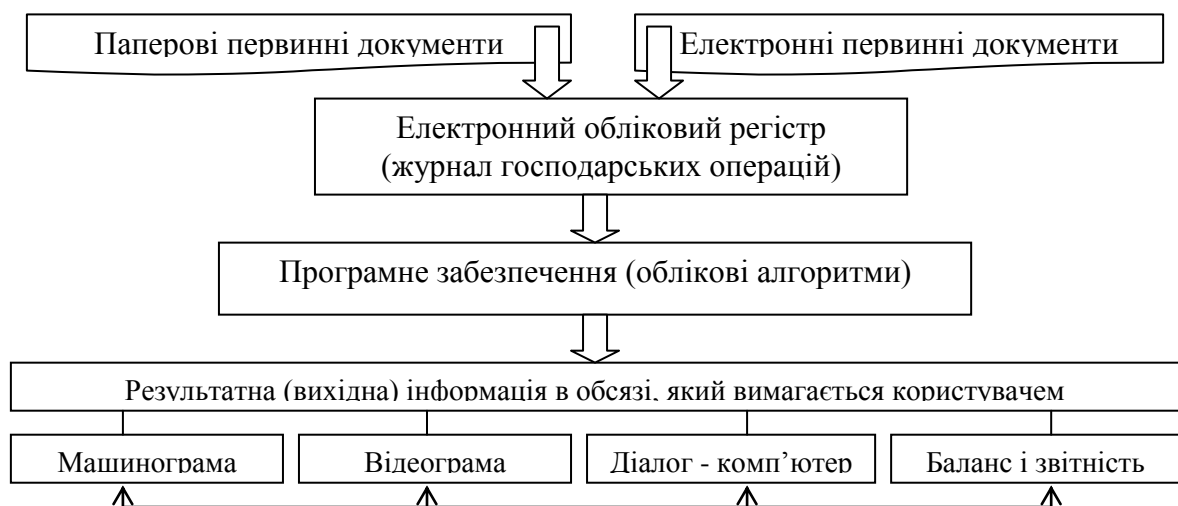 Паперові первинні документи
Електронні первинні документи
Електронний обліковий регістр
(журнал господарських операцій)
Програмне забезпечення (облікові алгоритми)
Результатна (вихідна) інформація в обсязі, який вимагається користувачем
Машинограма
Відеограма
Діалог - комп’ютер
Баланс і звітність